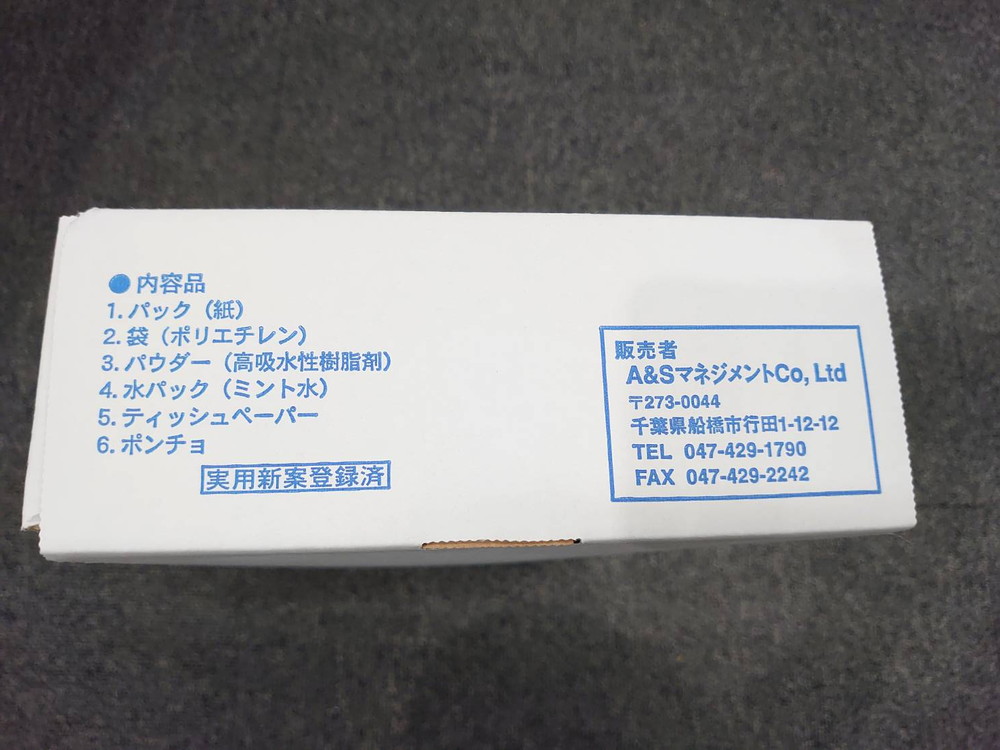 ●内容品
1.パック（紙）
2.袋（ポリエチレン）
3.パウダー（高吸水性樹脂剤）
4.水パック（ミント水）
5.ティッシュペーパー
6.ポンチョ
実用新案登録済
販売者
A&SマネジメントCo, Ltd
〒273-0044
千葉県船橋市行田1-12-12
TEL 047-429-1790
FAX 047-429-2242